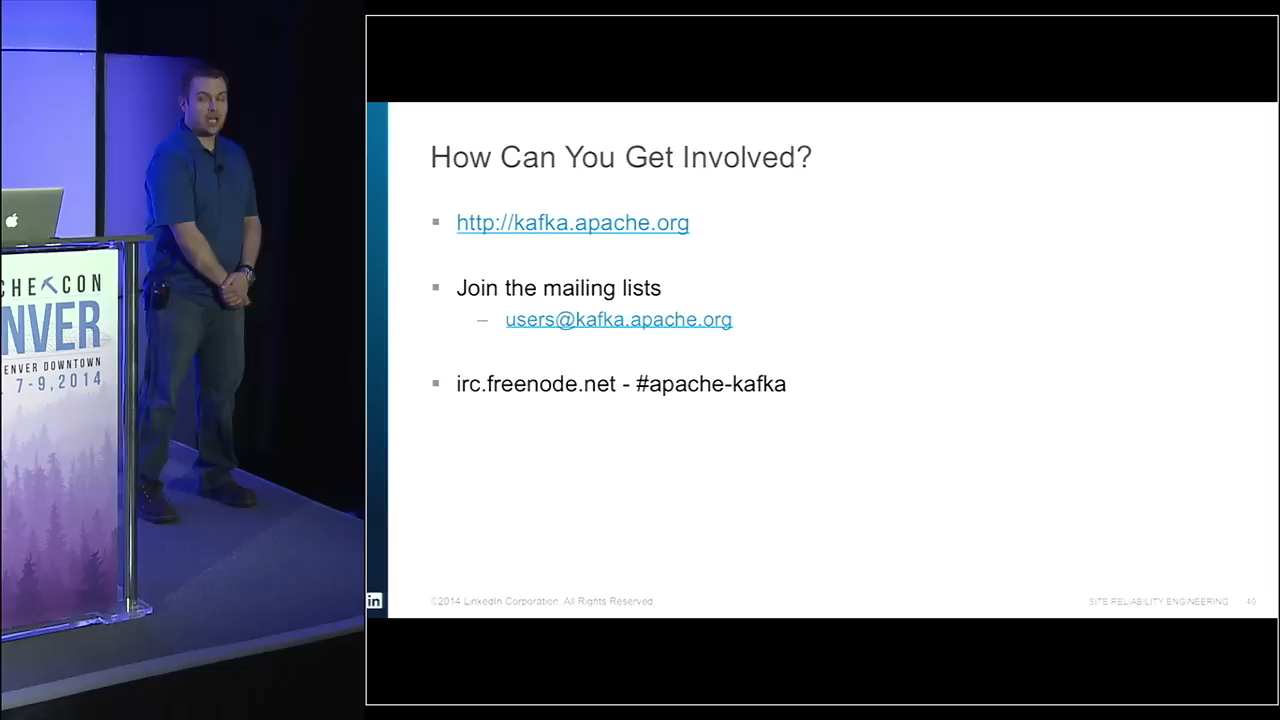 CHE CON
NVER
ENVER DOWNTOWN
7-9, 2014
How Can You Get Involved?
▪ http://kafka.apache.org
▪ Join the mailing lists
– users@kafka.apache.org
▪ irc.freenode.net - #apache-kafka
in
©2014 LinkedIn Corporation. All Rights Reserved.
SITE RELIABILITY ENGINEERING 40